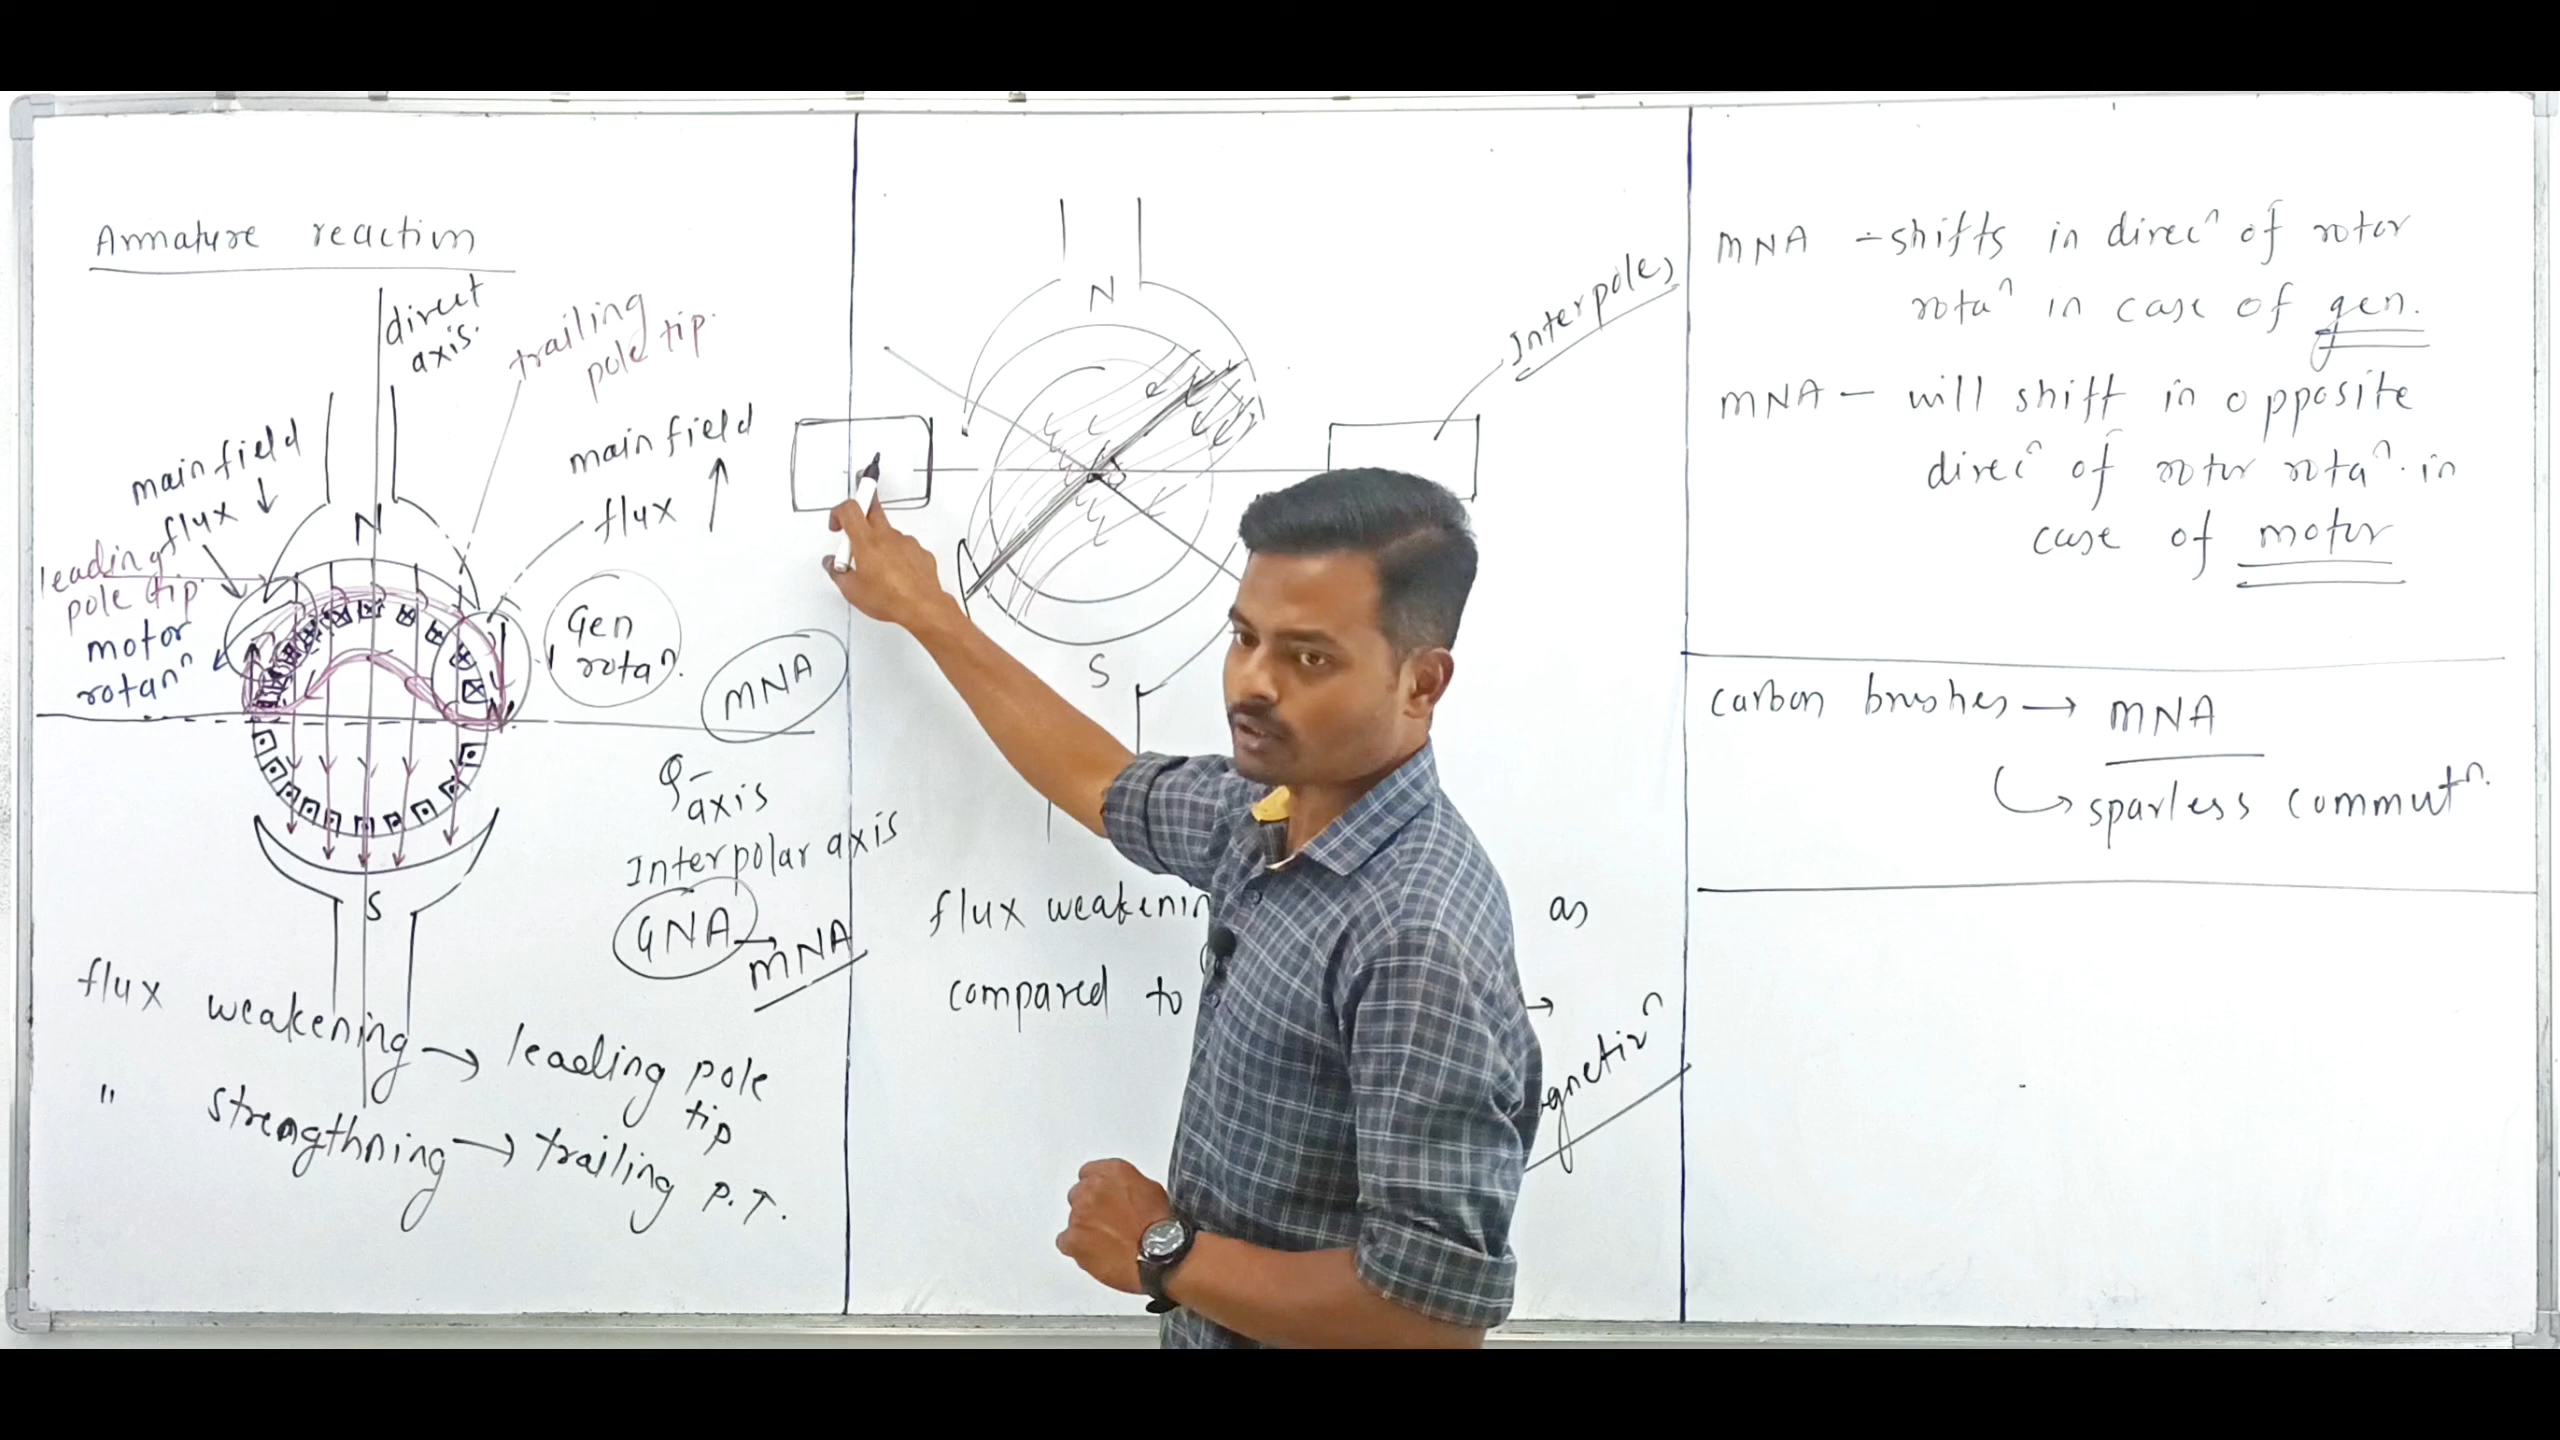 Armature reaction
direct
axis.
trailing
pole tip.
main field
flux ↓
main field
flux ↑
leading
pole tip.
motor
rotaⁿ
N
Gen
rotaⁿ.
MNA
Q-
axis
Interpolar axis
GNA → MNA
S
flux weakening → leading pole
tip
" strengthning → trailing P.T.
N
S
Interpoles
flux weakenin
as
compared to
→
gnetizⁿ
MNA - shifts in direcⁿ of rotor
rotaⁿ in case of gen.
MNA - will shift in opposite
direcⁿ of rotor rotaⁿ. in
case of motor
carbon brushes → MNA
sparless commutⁿ.